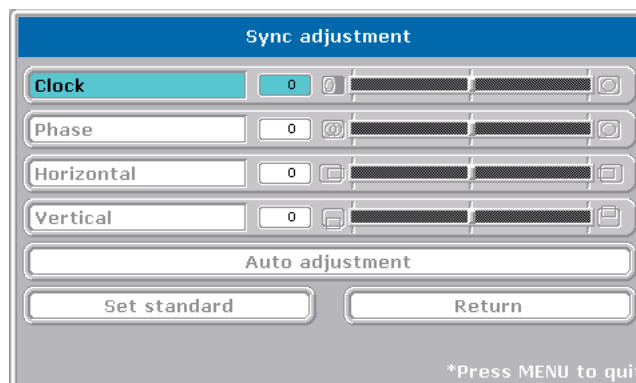 Sync adjustment
Clock 0
Phase 0
Horizontal 0
Vertical 0
Auto adjustment
Set standard Return
*Press MENU to qui